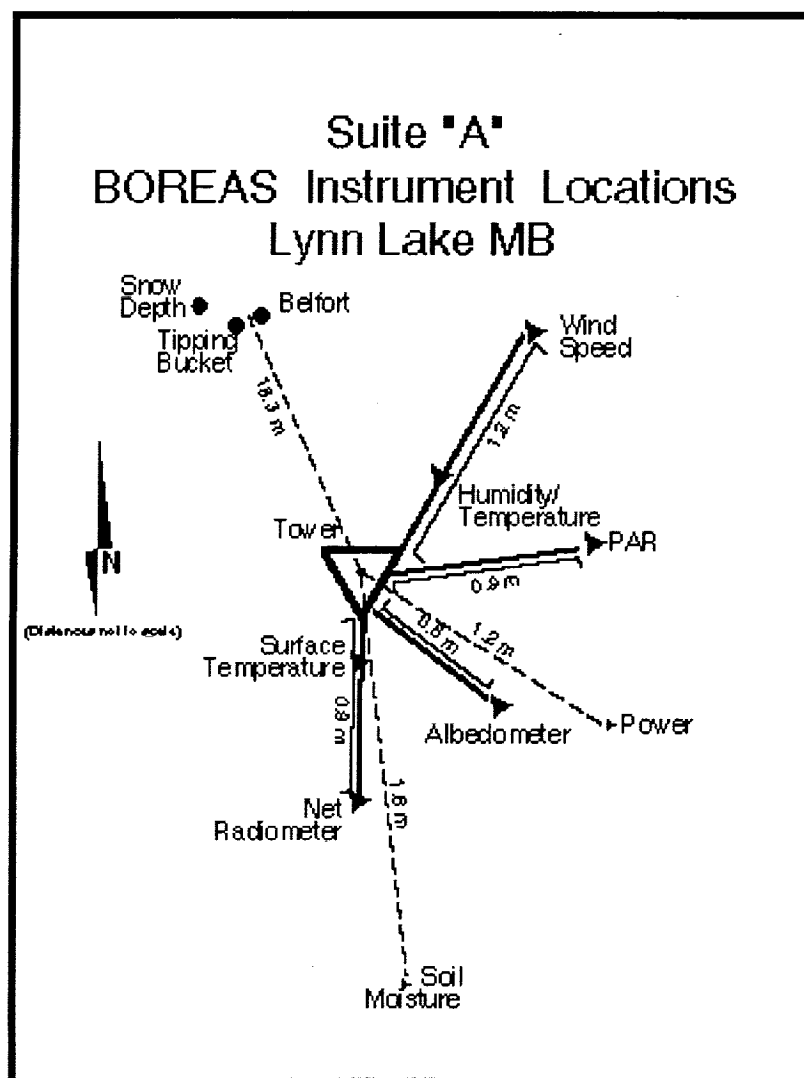 Suite "A"
BOREAS Instrument Locations
Lynn Lake MB
Snow
Depth
Belfort
Tipping
Bucket
Wind
Speed
18.3 m
1.2 m
Humidity/
Temperature
Tower
PAR
0.9 m
N
(Distances not to scale)
Surface
Temperature
0.8 m
1.2 m
Power
Albedometer
Net
Radiometer
1.8 m
Soil
Moisture